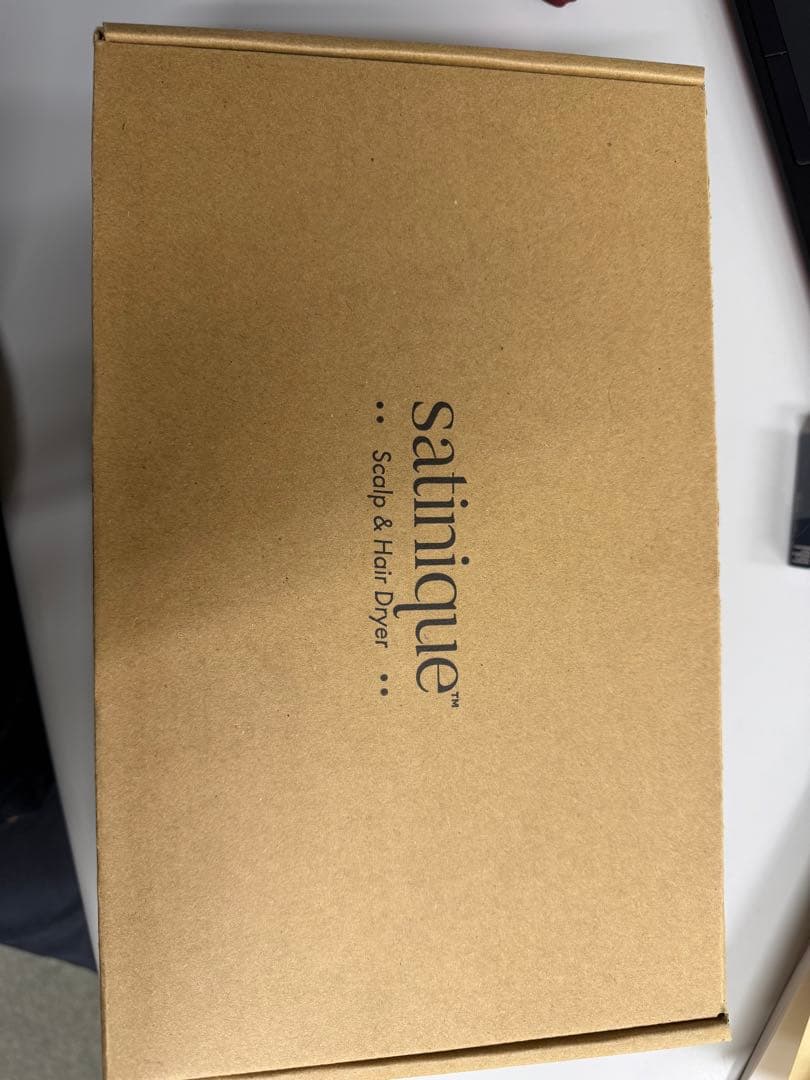 satinique™
•• Scalp & Hair Dryer ••